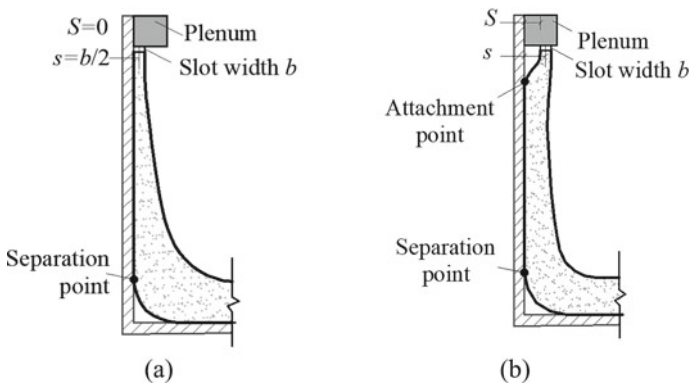 S=0
Plenum
s=b/2
Slot width b
Separation
point
(a)
S
Plenum
s
Slot width b
Attachment
point
Separation
point
(b)